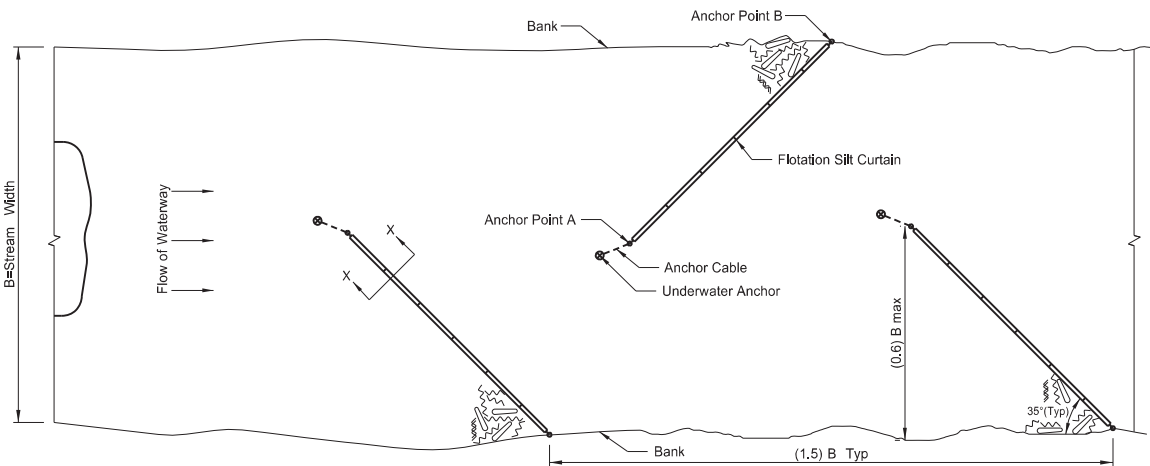 Anchor Point B
Bank
Flotation Silt Curtain
B=Stream Width
Flow of Waterway
Anchor Point A
X
X
Anchor Cable
Underwater Anchor
(0.6) B max
35°(Typ)
Bank
(1.5) B Typ